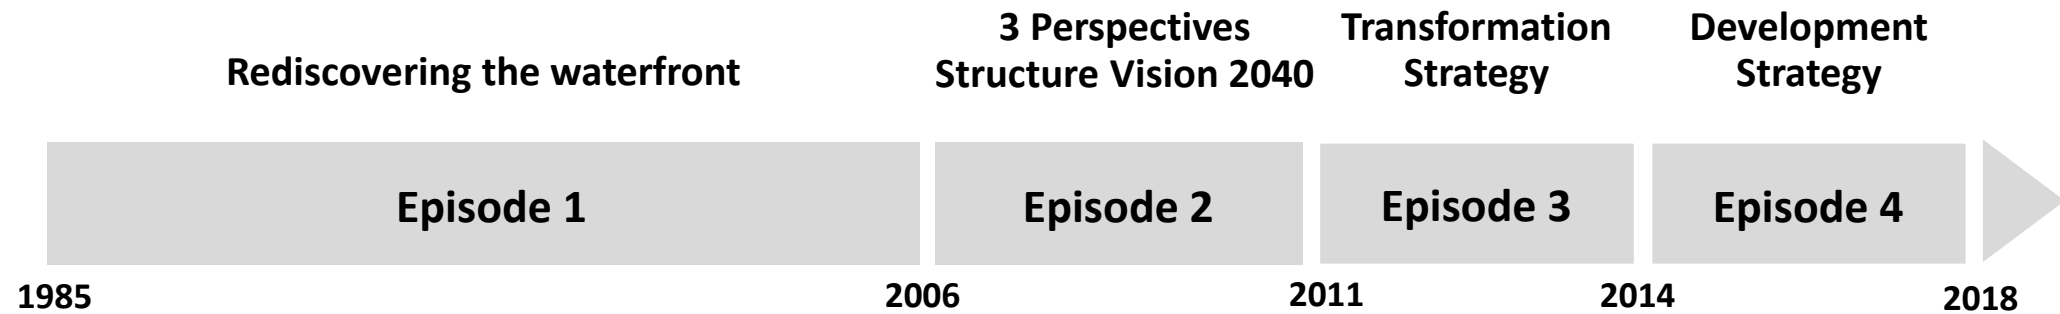 Rediscovering the waterfront
3 Perspectives
Structure Vision 2040
Transformation
Strategy
Development
Strategy
Episode 1
Episode 2
Episode 3
Episode 4
1985
2006
2011
2014
2018